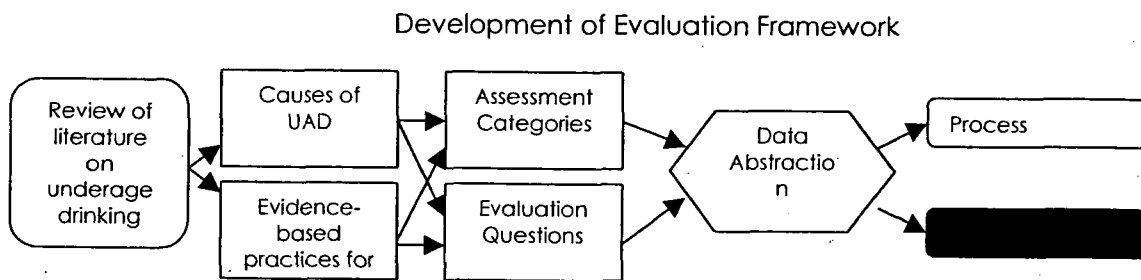 Development of Evaluation Framework
Review of
literature
on
underage
drinking
Causes of
UAD
Evidence-
based
practices for
Assessment
Categories
Evaluation
Questions
Data
Abstractio
n
Process